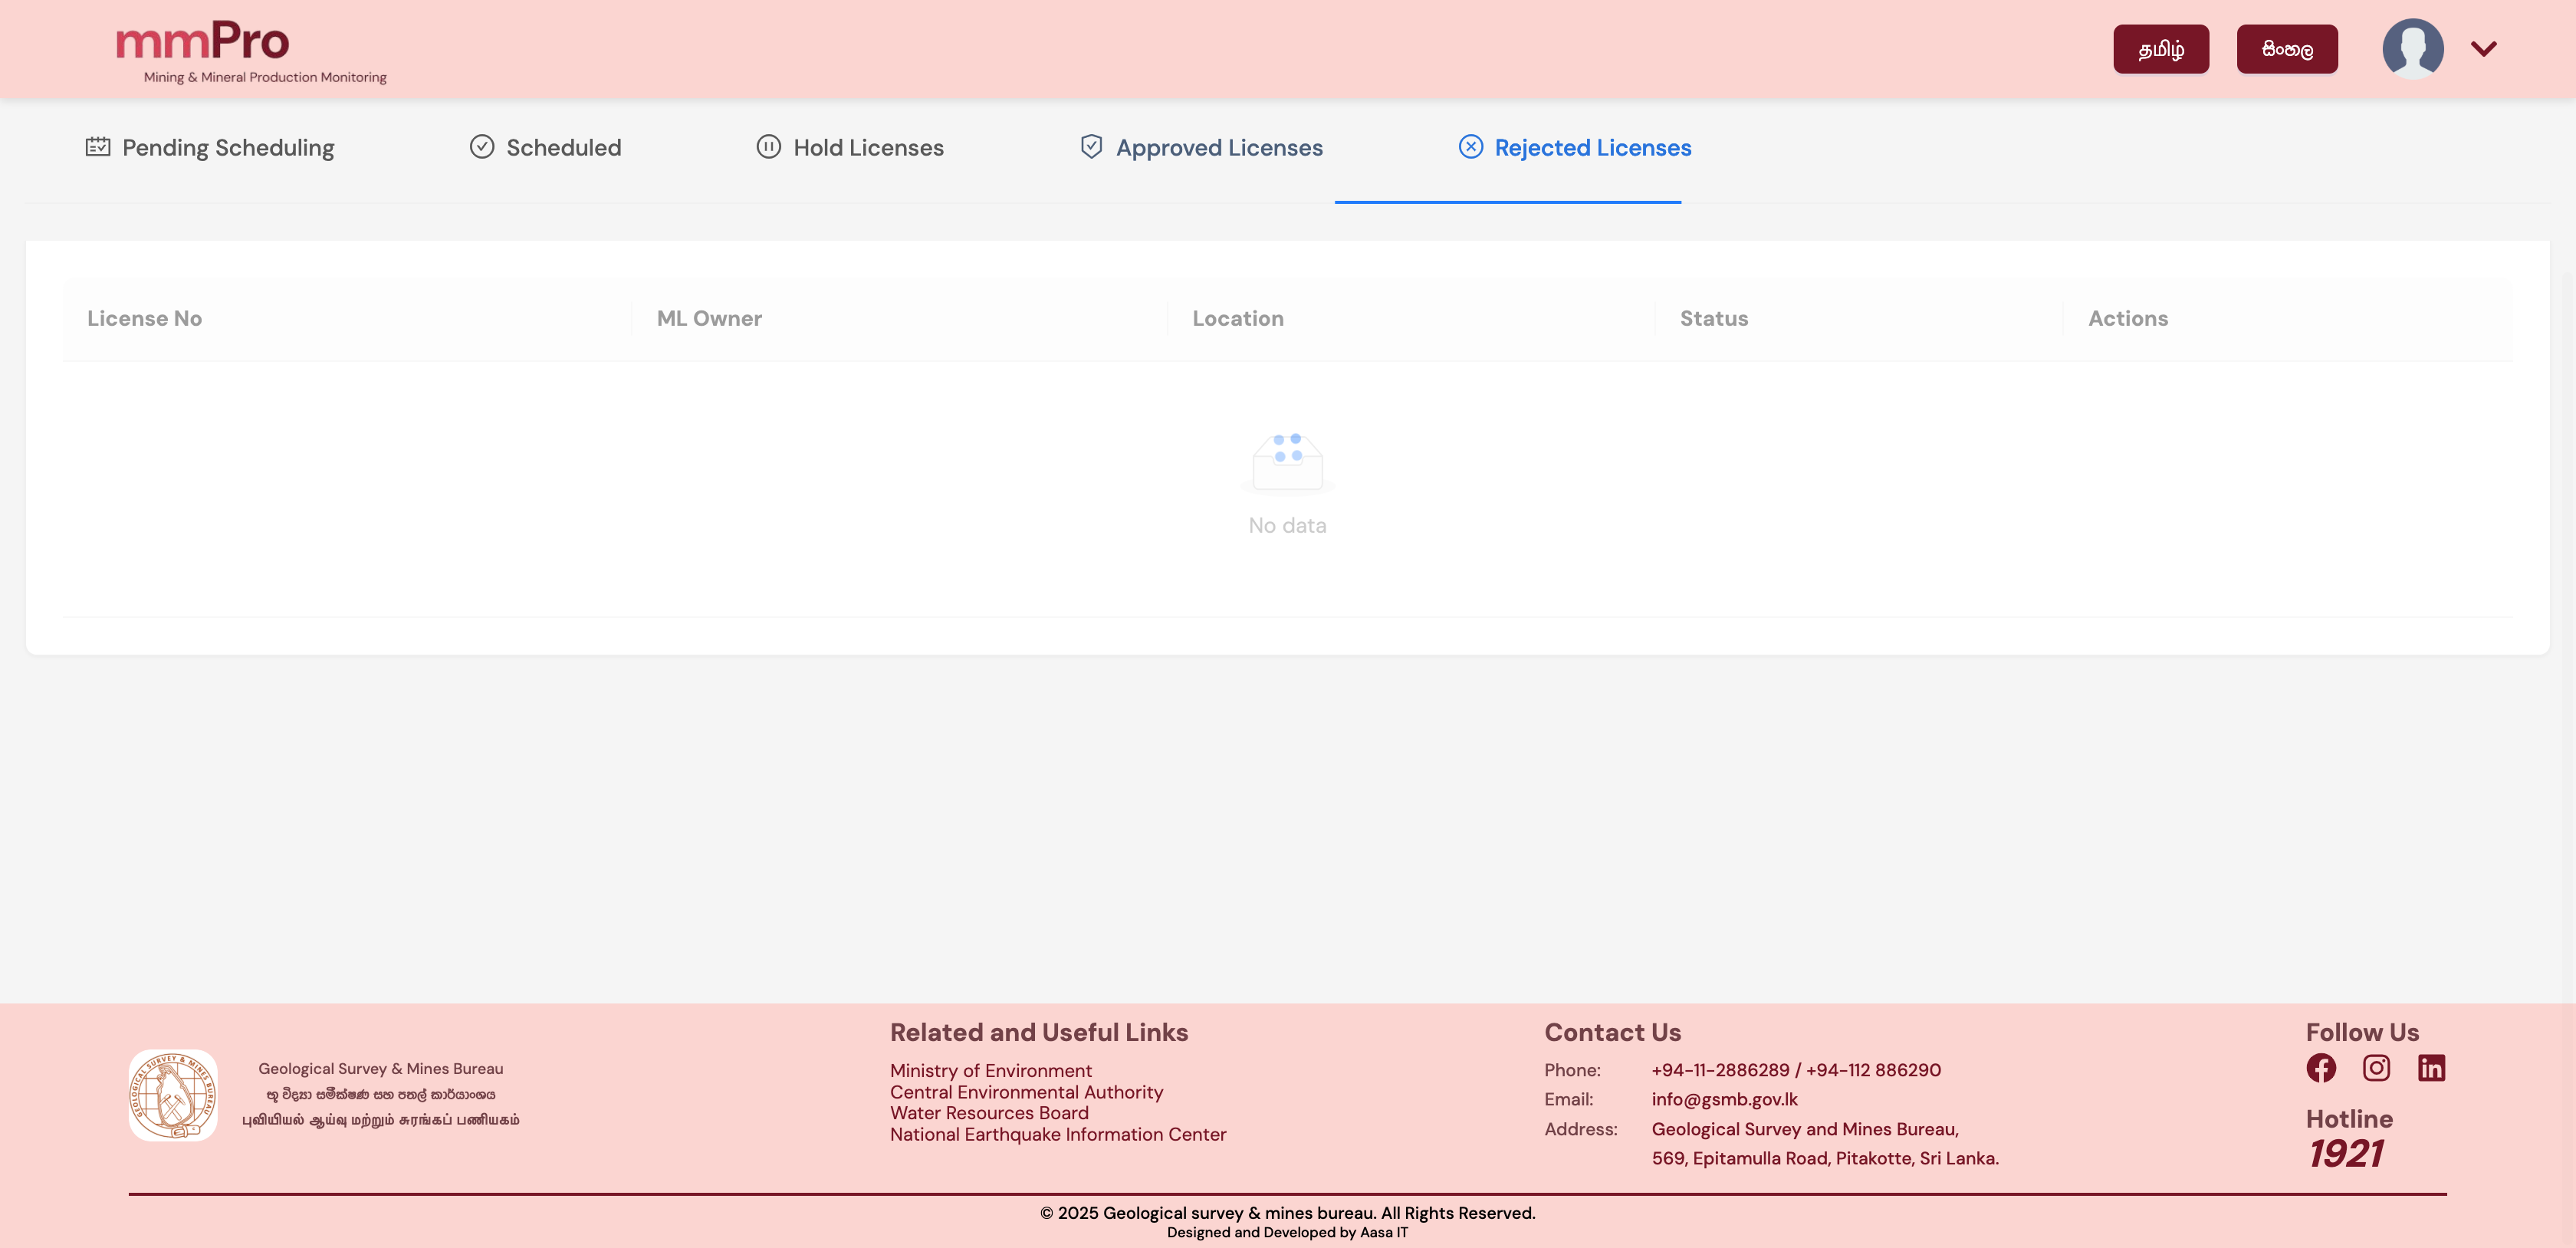 mmPro
Mining & Mineral Production Monitoring
தமிழ்
සිංහල
Pending Scheduling
Scheduled
Hold Licenses
Approved Licenses
Rejected Licenses
License No
ML Owner
Location
Status
Actions
No data
GEOLOGICAL SURVEY & MINES BUREAU
Geological Survey & Mines Bureau
භූ විද්‍යා සමීක්ෂණ සහ පතල් කාර්යාංශය
புவியியல் ஆய்வு மற்றும் சுரங்கப் பணியகம்
Related and Useful Links
Ministry of Environment
Central Environmental Authority
Water Resources Board
National Earthquake Information Center
Contact Us
Phone: +94-11-2886289 / +94-112 886290
Email: info@gsmb.gov.lk
Address: Geological Survey and Mines Bureau,
569, Epitamulla Road, Pitakotte, Sri Lanka.
Follow Us
Hotline
1921
© 2025 Geological survey & mines bureau. All Rights Reserved.
Designed and Developed by Aasa IT